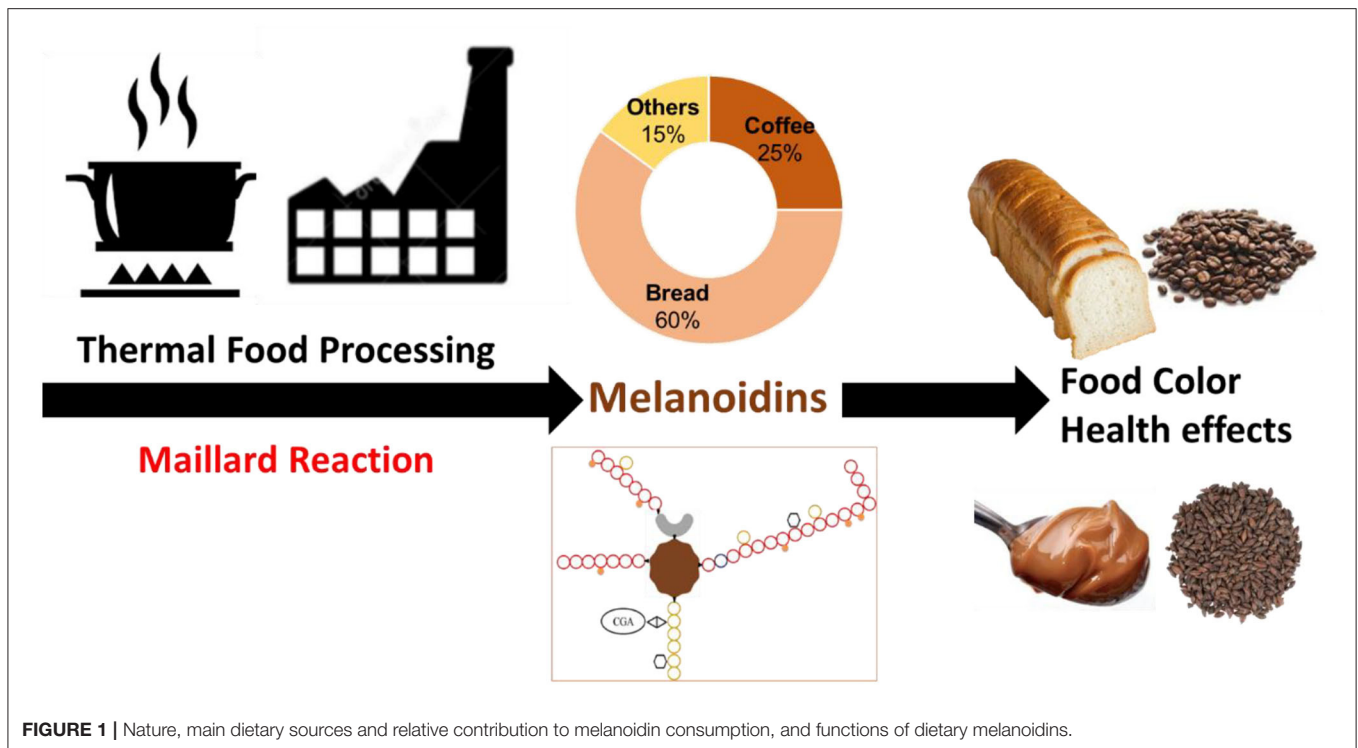 Others
15%
Coffee
25%
Bread
60%
Thermal Food Processing
Maillard Reaction
Melanoidins
Food Color
Health effects
CGA
FIGURE 1 | Nature, main dietary sources and relative contribution to melanoidin consumption, and functions of dietary melanoidins.